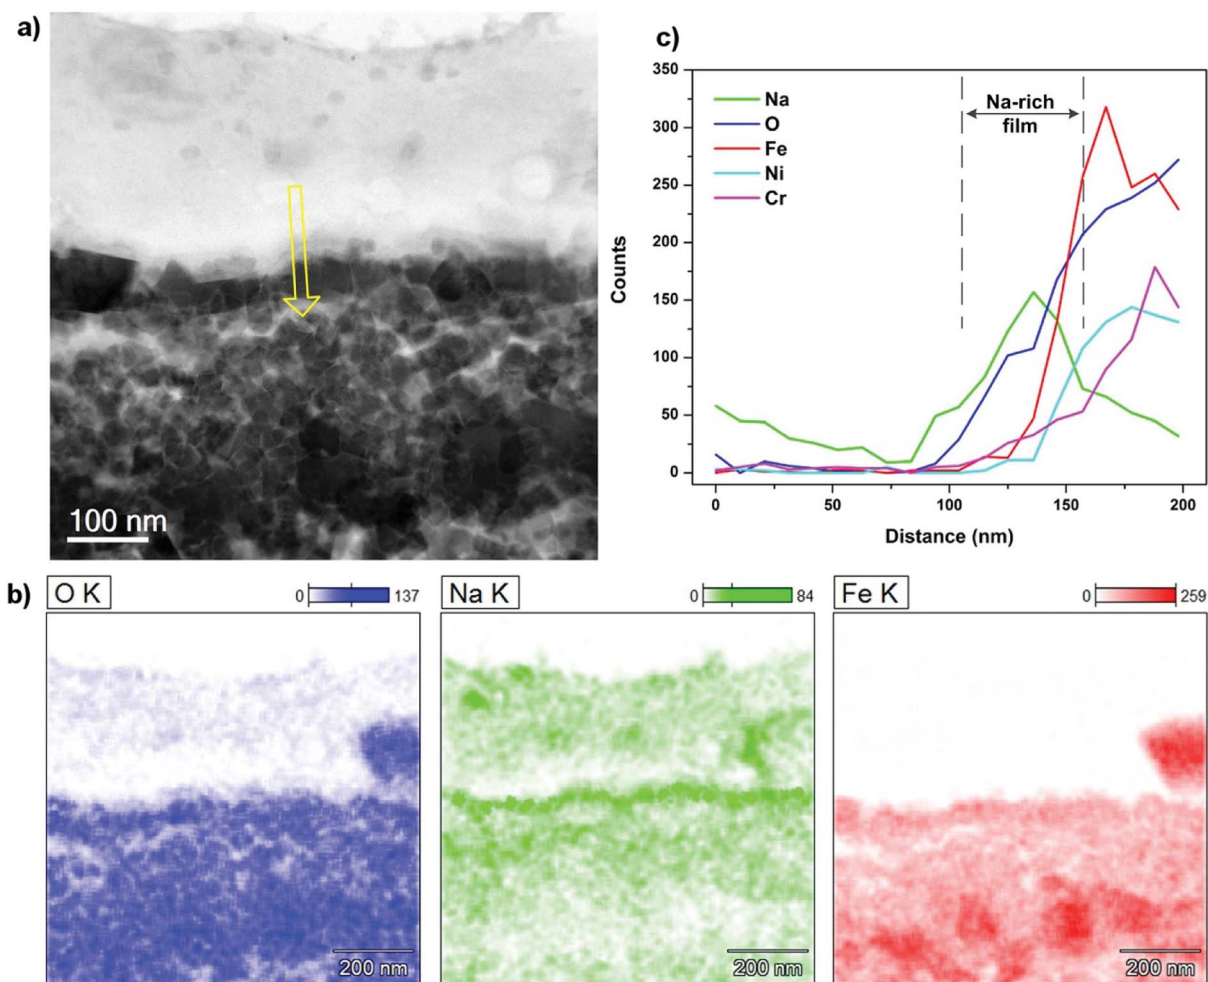 a)
100 nm
c)
350
300
250
200
150
100
50
0
Counts
Na
O
Fe
Ni
Cr
Na-rich
film
0
50
100
150
200
Distance (nm)
b)
O K
0
137
200 nm
Na K
0
84
200 nm
Fe K
0
259
200 nm